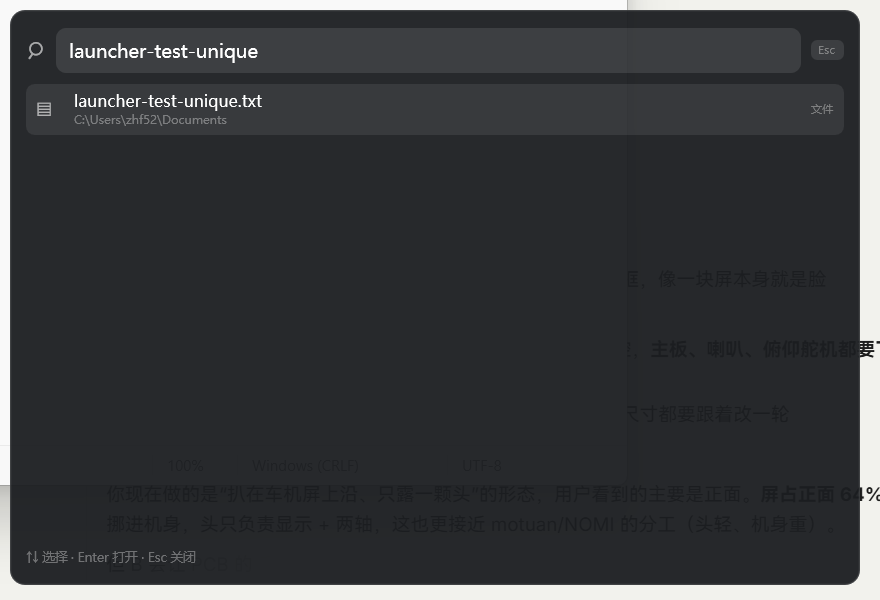 launcher-test-unique
Esc
launcher-test-unique.txt
C:\Users\zhf52\Documents
文件
框，像一块屏本身就是脸
主板、喇叭、俯仰舵机都要
尺寸都要跟着改一轮
100%
Windows (CRLF)
UTF-8
你现在做的是"扒在车机屏上沿、只露一颗头"的形态，用户看到的主要是正面。屏占正面 64%
挪进机身，头只负责显示 + 两轴，这也更接近 motuan/NOMI 的分工（头轻、机身重）。
⇅ 选择 · Enter 打开 · Esc 关闭